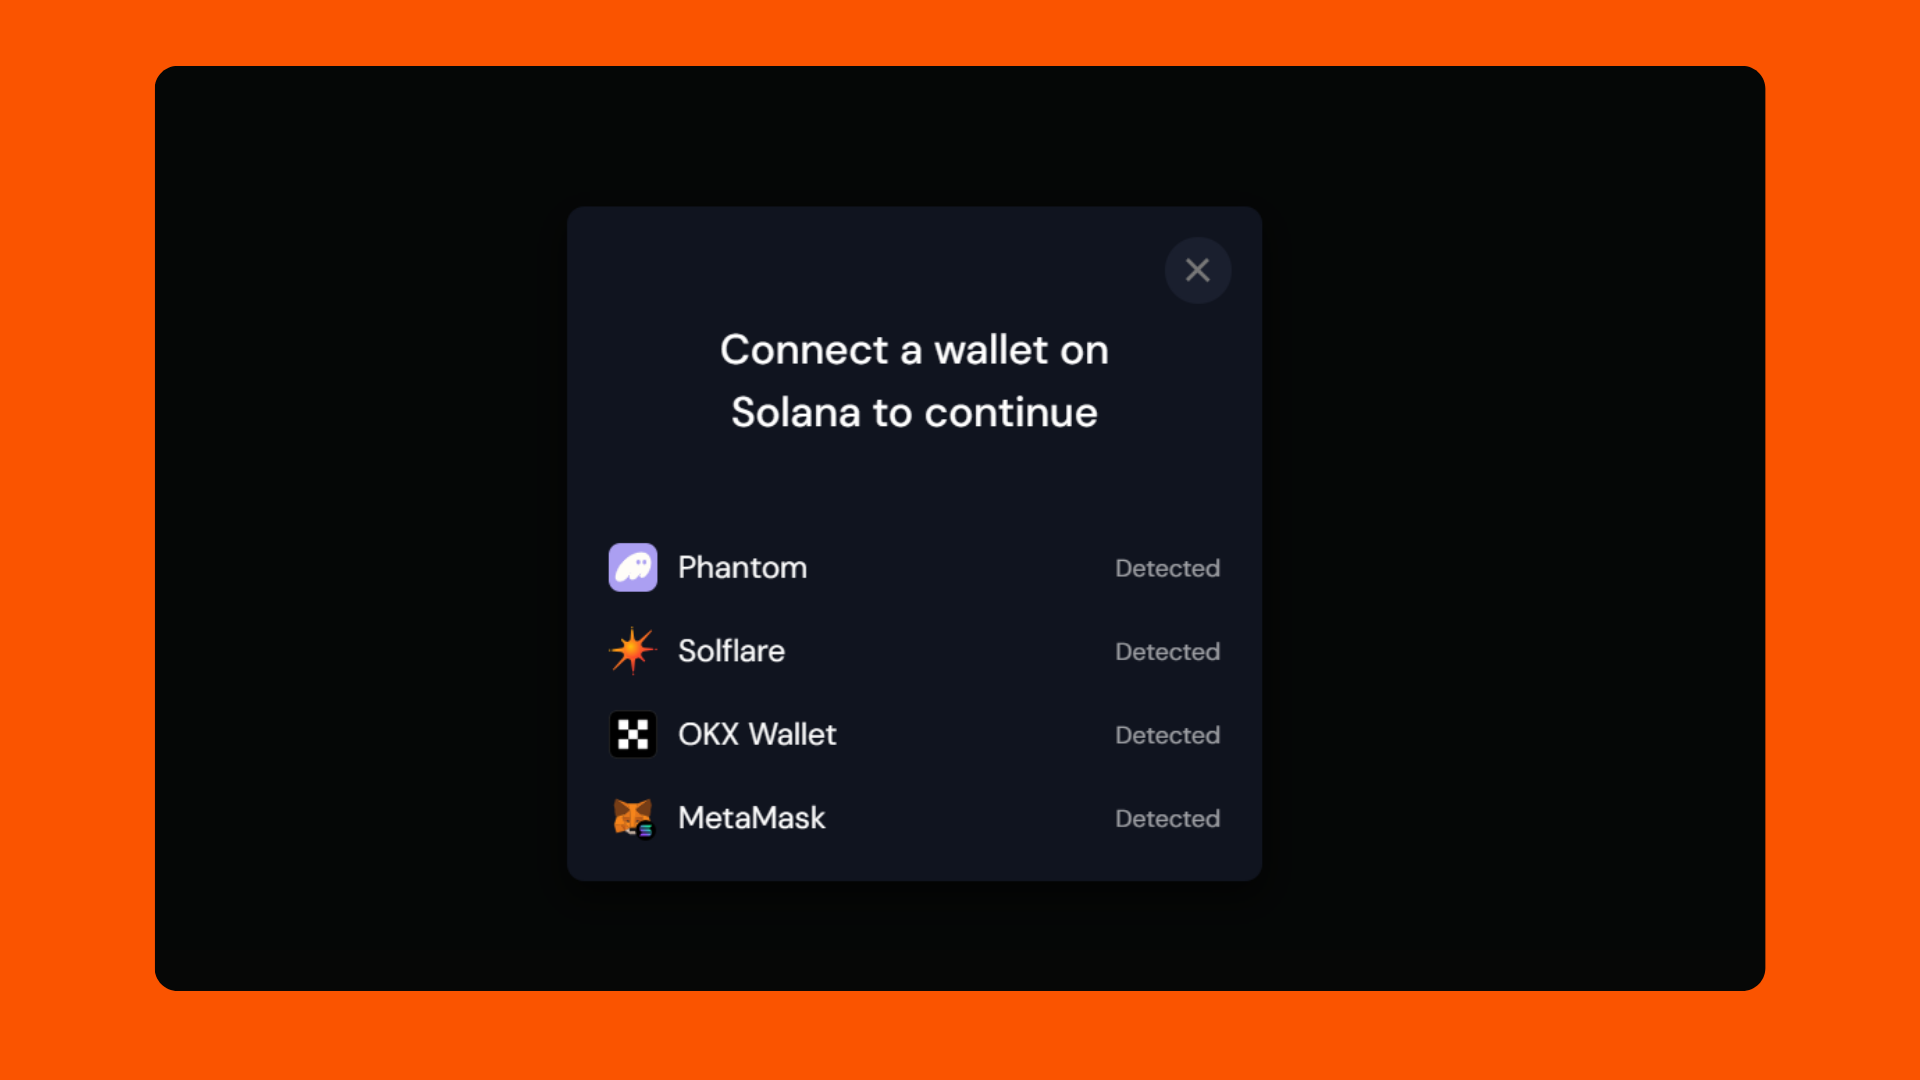 Connect a wallet on
Solana to continue
Phantom Detected
Solflare Detected
OKX Wallet Detected
MetaMask Detected